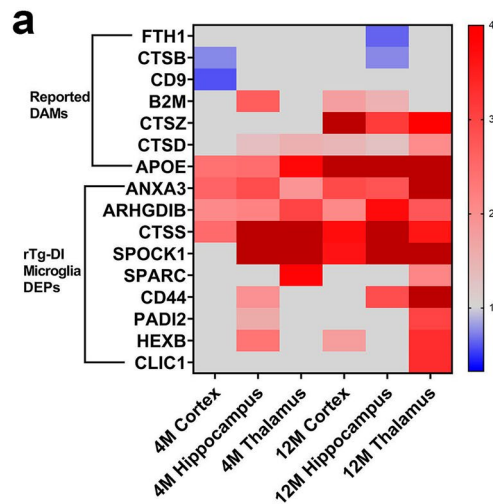 a
FTH1
CTSB
CD9
Reported
DAMs
B2M
CTSZ
CTSD
APOE
ANXA3
ARHGDIB
rTg-DI
Microglia
DEPs
CTSS
SPOCK1
SPARC
CD44
PADI2
HEXB
CLIC1
4
3
2
1
0
4M Cortex
4M Hippocampus
4M Thalamus
12M Cortex
12M Hippocampus
12M Thalamus